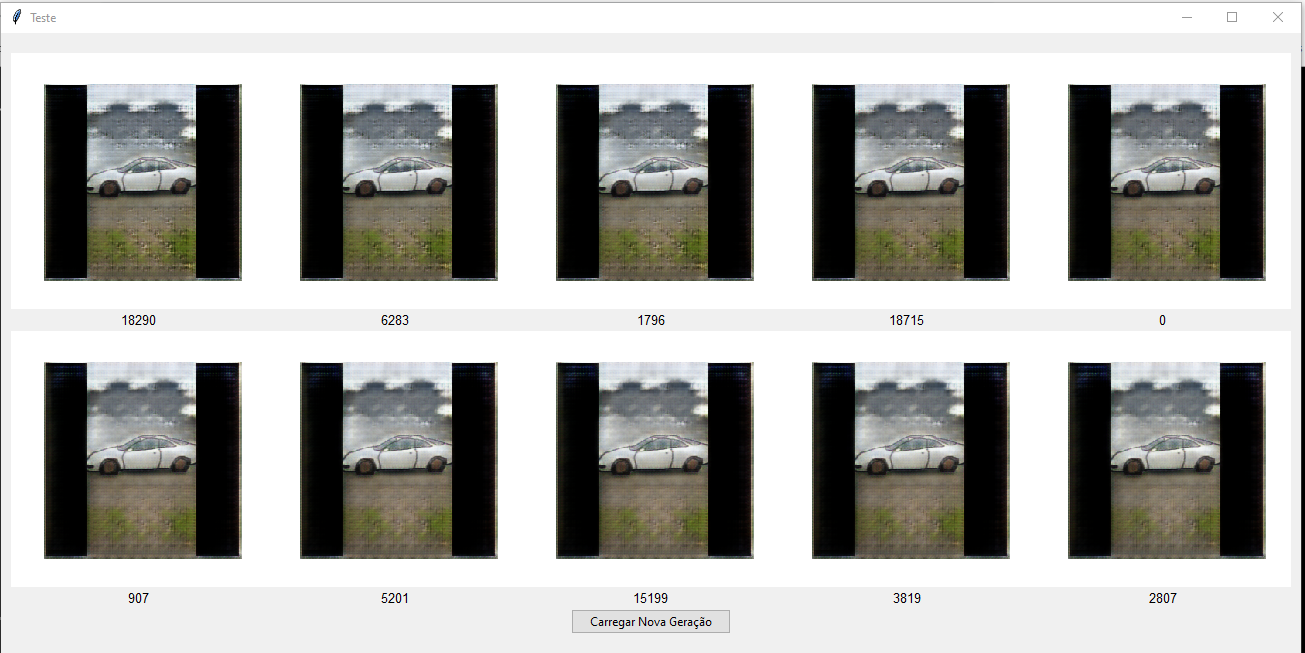 Teste
18290 6283 1796 18715 0
907 5201 15199 3819 2807
Carregar Nova Geração